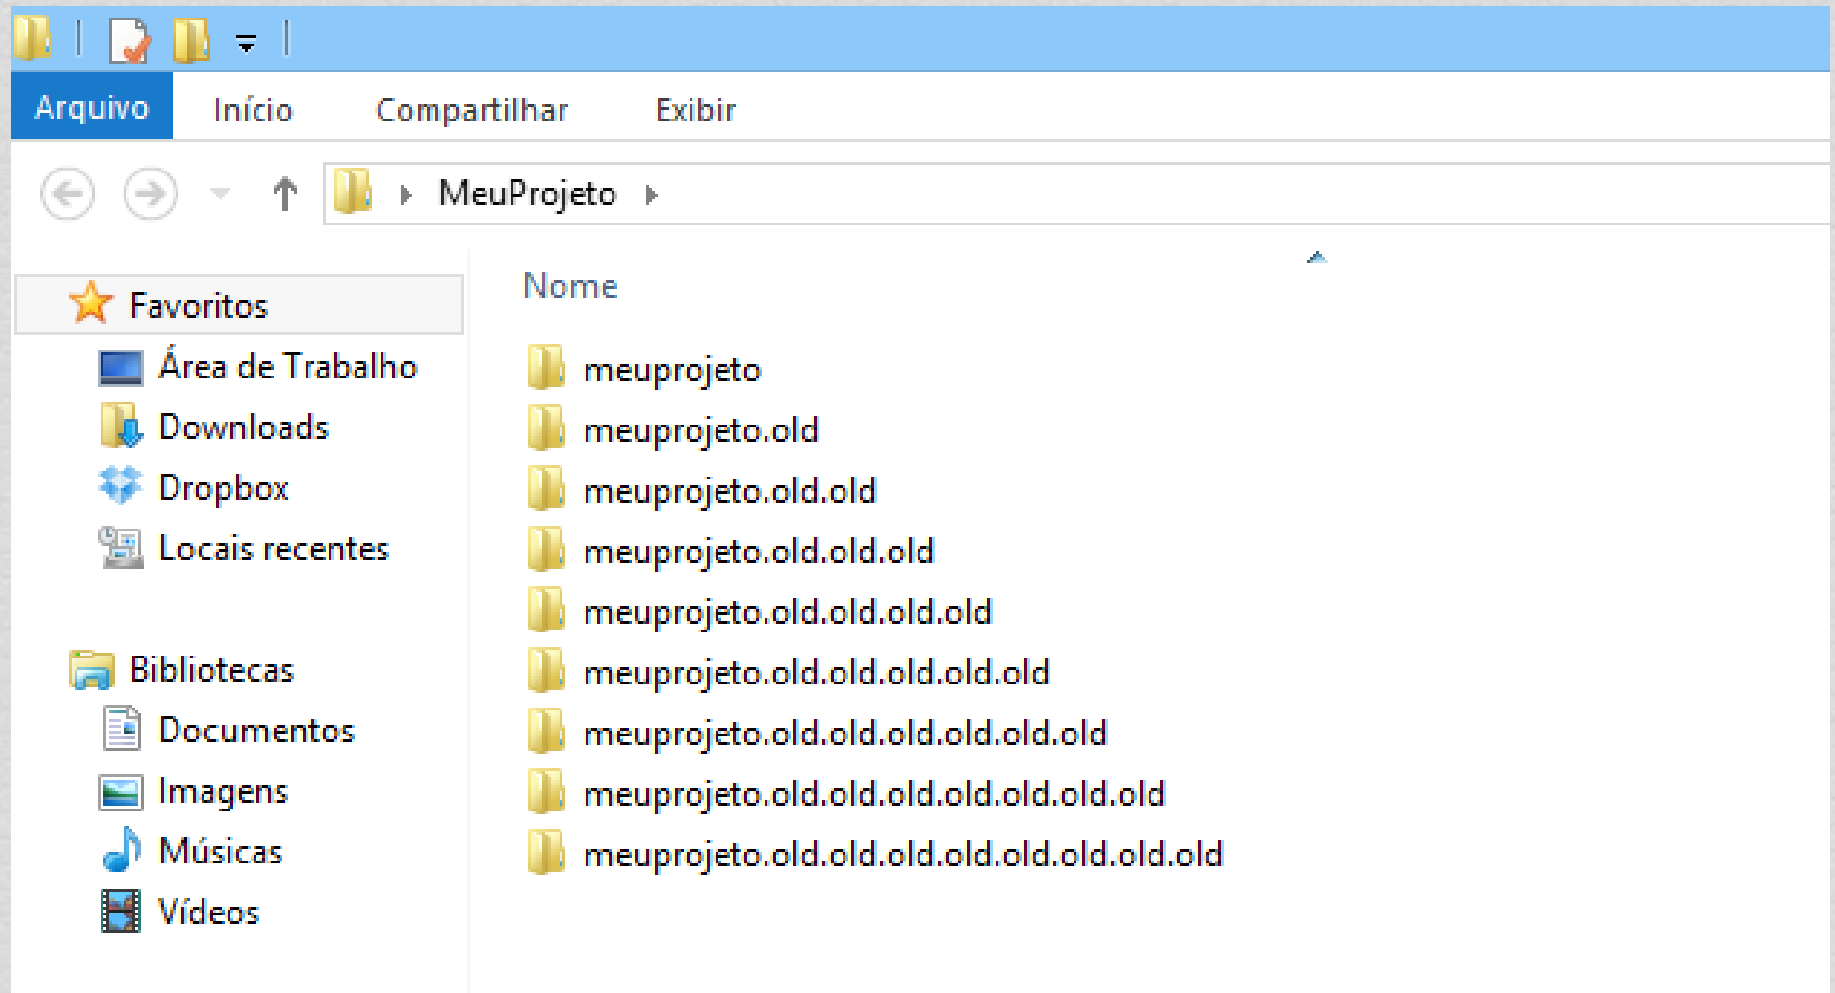 Arquivo Início Compartilhar Exibir
MeuProjeto
Favoritos
Área de Trabalho
Downloads
Dropbox
Locais recentes
Bibliotecas
Documentos
Imagens
Músicas
Vídeos
Nome
meuprojeto
meuprojeto.old
meuprojeto.old.old
meuprojeto.old.old.old
meuprojeto.old.old.old.old
meuprojeto.old.old.old.old.old
meuprojeto.old.old.old.old.old.old
meuprojeto.old.old.old.old.old.old.old
meuprojeto.old.old.old.old.old.old.old.old